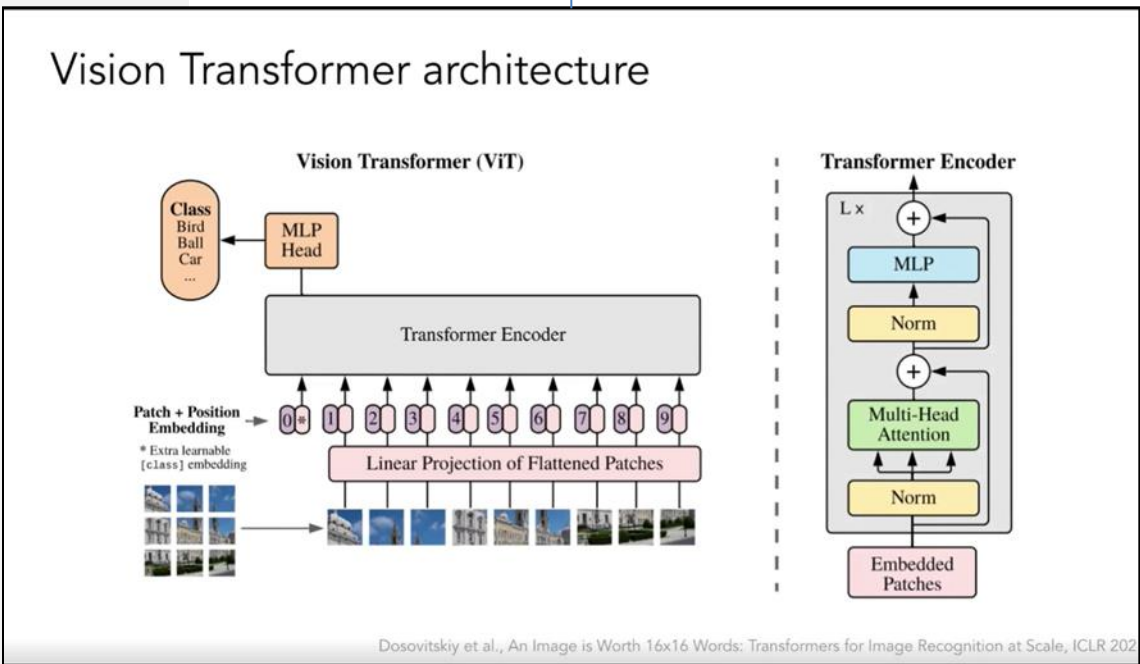 Vision Transformer architecture
Vision Transformer (ViT)
Class
Bird
Ball
Car
...
MLP
Head
Transformer Encoder
Patch + Position
Embedding
* Extra learnable
[class] embedding
0 * 1 2 3 4 5 6 7 8 9
Linear Projection of Flattened Patches
Transformer Encoder
L x
+
MLP
Norm
+
Multi-Head
Attention
Norm
Embedded
Patches
Dosovitskiy et al., An Image is Worth 16x16 Words: Transformers for Image Recognition at Scale, ICLR 202